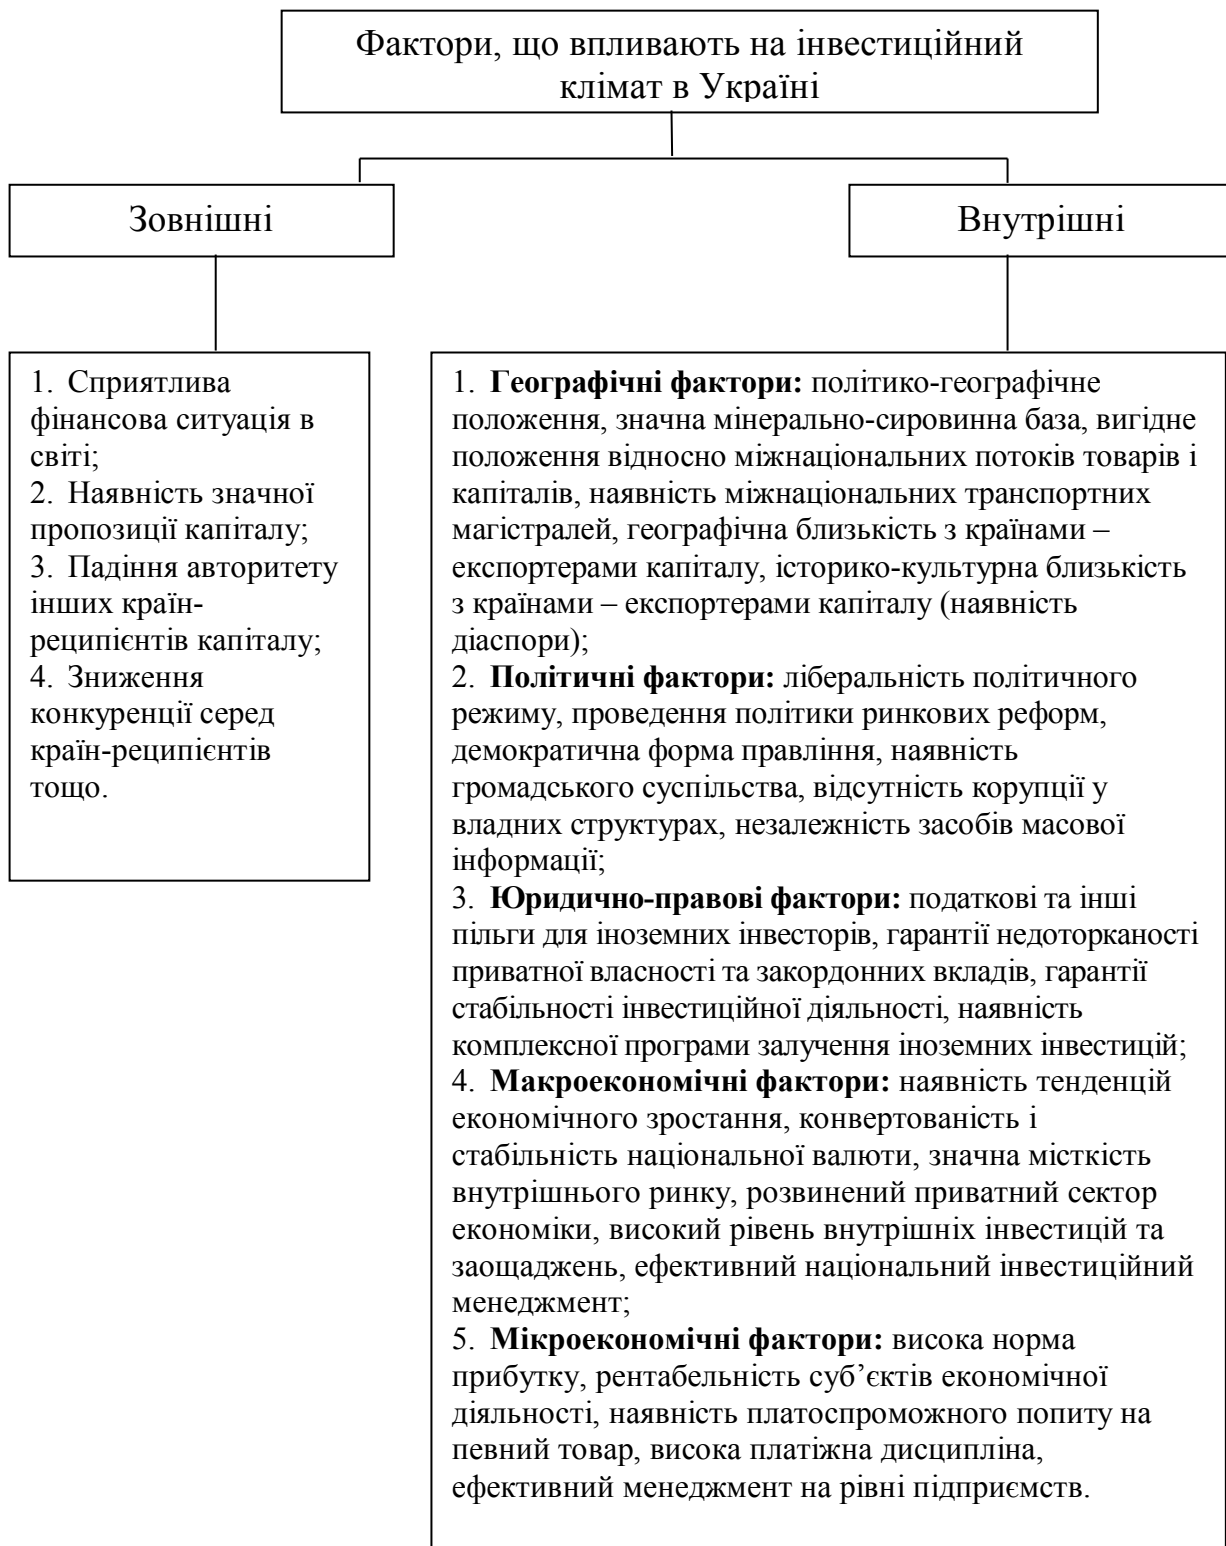 Фактори, що впливають на інвестиційний
клімат в Україні
Зовнішні
Внутрішні
1. Сприятлива
фінансова ситуація в
світі;
2. Наявність значної
пропозиції капіталу;
3. Падіння авторитету
інших країн-
реципієнтів капіталу;
4. Зниження
конкуренції серед
країн-реципієнтів
тощо.
1. Географічні фактори: політико-географічне
положення, значна мінерально-сировинна база, вигідне
положення відносно міжнаціональних потоків товарів і
капіталів, наявність міжнаціональних транспортних
магістралей, географічна близькість з країнами –
експортерами капіталу, історико-культурна близькість
з країнами – експортерами капіталу (наявність
діаспори);
2. Політичні фактори: ліберальність політичного
режиму, проведення політики ринкових реформ,
демократична форма правління, наявність
громадського суспільства, відсутність корупції у
владних структурах, незалежність засобів масової
інформації;
3. Юридично-правові фактори: податкові та інші
пільги для іноземних інвесторів, гарантії недоторканості
приватної власності та закордонних вкладів, гарантії
стабільності інвестиційної діяльності, наявність
комплексної програми залучення іноземних інвестицій;
4. Макроекономічні фактори: наявність тенденцій
економічного зростання, конвертованість і
стабільність національної валюти, значна місткість
внутрішнього ринку, розвинений приватний сектор
економіки, високий рівень внутрішніх інвестицій та
заощаджень, ефективний національний інвестиційний
менеджмент;
5. Мікроекономічні фактори: висока норма
прибутку, рентабельність суб’єктів економічної
діяльності, наявність платоспроможного попиту на
певний товар, висока платіжна дисципліна,
ефективний менеджмент на рівні підприємств.